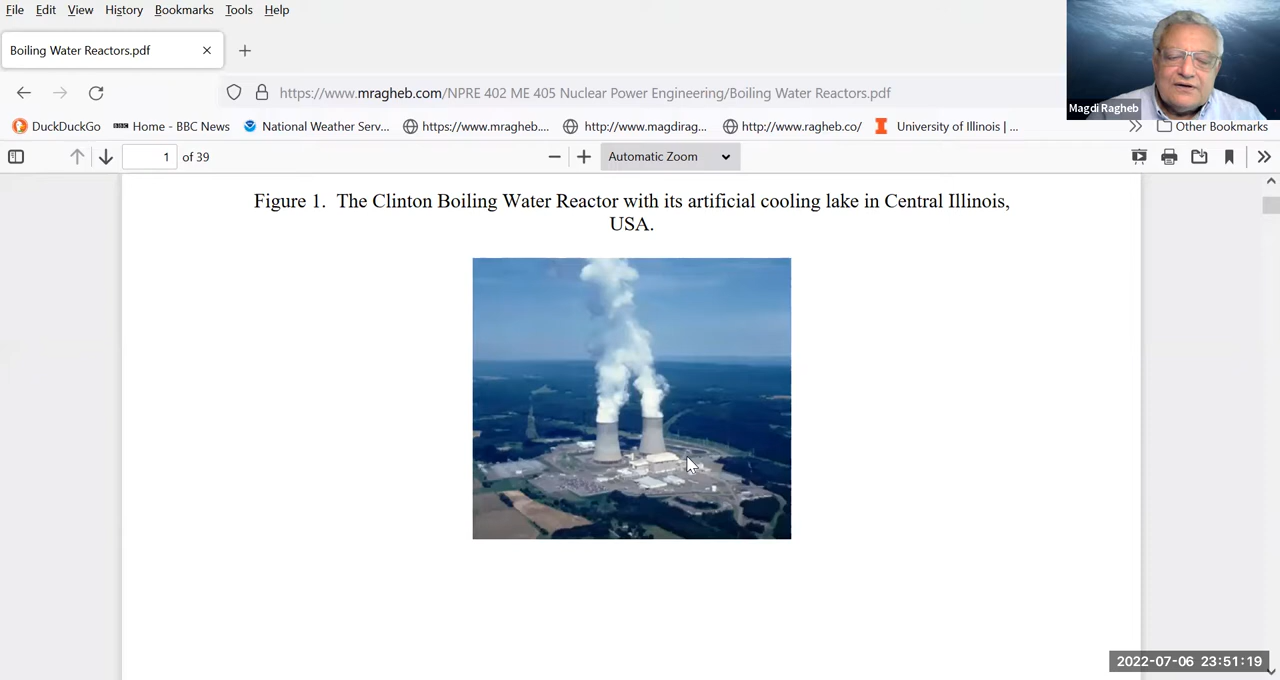 File Edit View History Bookmarks Tools Help
Boiling Water Reactors.pdf
https://www.mragheb.com/NPRE 402 ME 405 Nuclear Power Engineering/Boiling Water Reactors.pdf
Magdi Ragheb
DuckDuckGo BBC Home - BBC News National Weather Serv... https://www.mragheb.... http://www.magdirag... http://www.ragheb.co/ I University of Illinois | ... Other Bookmarks
1 of 39 Automatic Zoom
Figure 1. The Clinton Boiling Water Reactor with its artificial cooling lake in Central Illinois,
USA.
2022-07-06 23:51:19